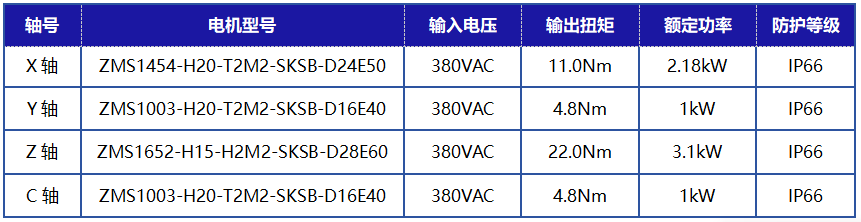 轴号 电机型号 输入电压 输出扭矩 额定功率 防护等级
X 轴 ZMS1454-H20-T2M2-SKSB-D24E50 380VAC 11.0Nm 2.18kW IP66
Y 轴 ZMS1003-H20-T2M2-SKSB-D16E40 380VAC 4.8Nm 1kW IP66
Z 轴 ZMS1652-H15-H2M2-SKSB-D28E60 380VAC 22.0Nm 3.1kW IP66
C 轴 ZMS1003-H20-T2M2-SKSB-D16E40 380VAC 4.8Nm 1kW IP66